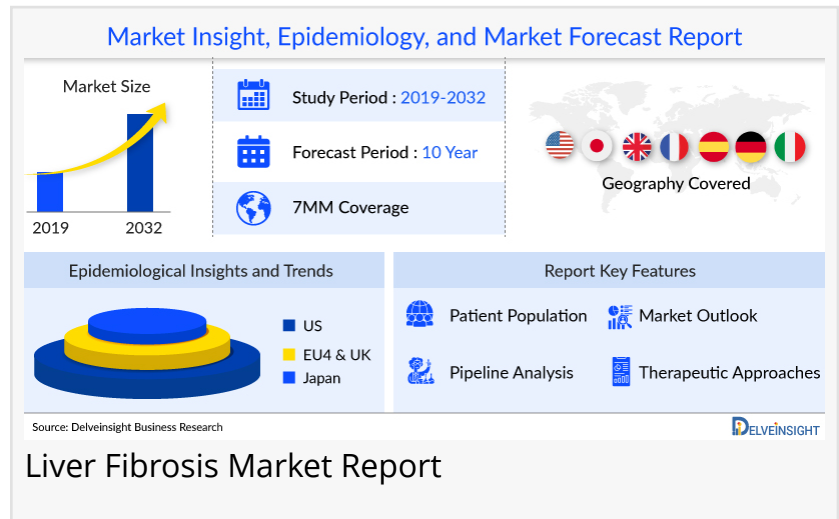 Market Insight, Epidemiology, and Market Forecast Report
Market Size
2019
2032
Study Period : 2019-2032
Forecast Period : 10 Year
7MM Coverage
Geography Covered
Epidemiological Insights and Trends
US
EU4 & UK
Japan
Report Key Features
Patient Population
Market Outlook
Pipeline Analysis
Therapeutic Approaches
Source: Delveinsight Business Research
DELVEINSIGHT
Liver Fibrosis Market Report